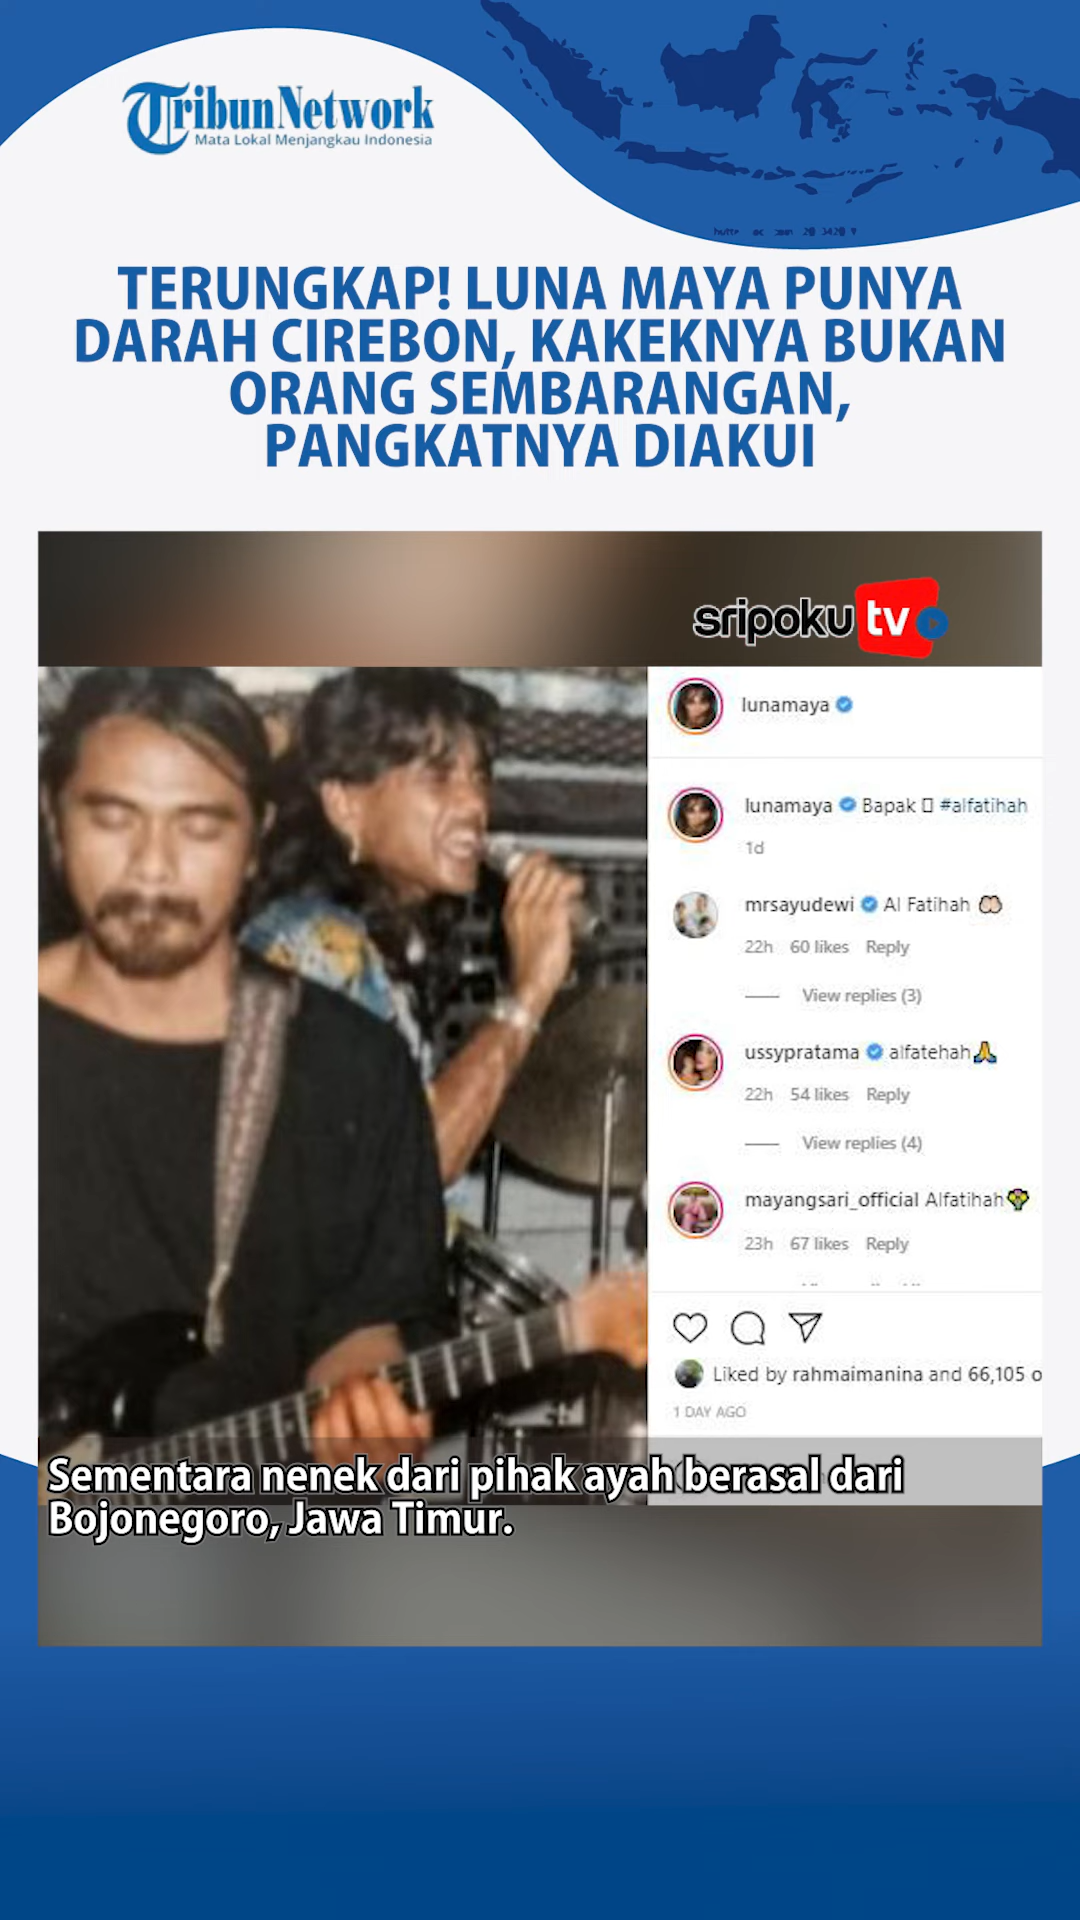 Tribun Network
Mata Lokal Menjangkau Indonesia
TERUNGKAP! LUNA MAYA PUNYA
DARAH CIREBON, KAKEKNYA BUKAN
ORANG SEMBARANGAN,
PANGKATNYA DIAKUI
sripoku tv
lunamaya
lunamaya Bapak #alfatihah
1d
mrsayudewi Al Fatihah 🤲🏻
22h 60 likes Reply
View replies (3)
ussypratama alfatehah🙏
22h 54 likes Reply
View replies (4)
mayangsari_official Alfatihah💐
23h 67 likes Reply
Liked by rahmaimanina and 66,105 o
1 DAY AGO
Sementara nenek dari pihak ayah berasal dari
Bojonegoro, Jawa Timur.